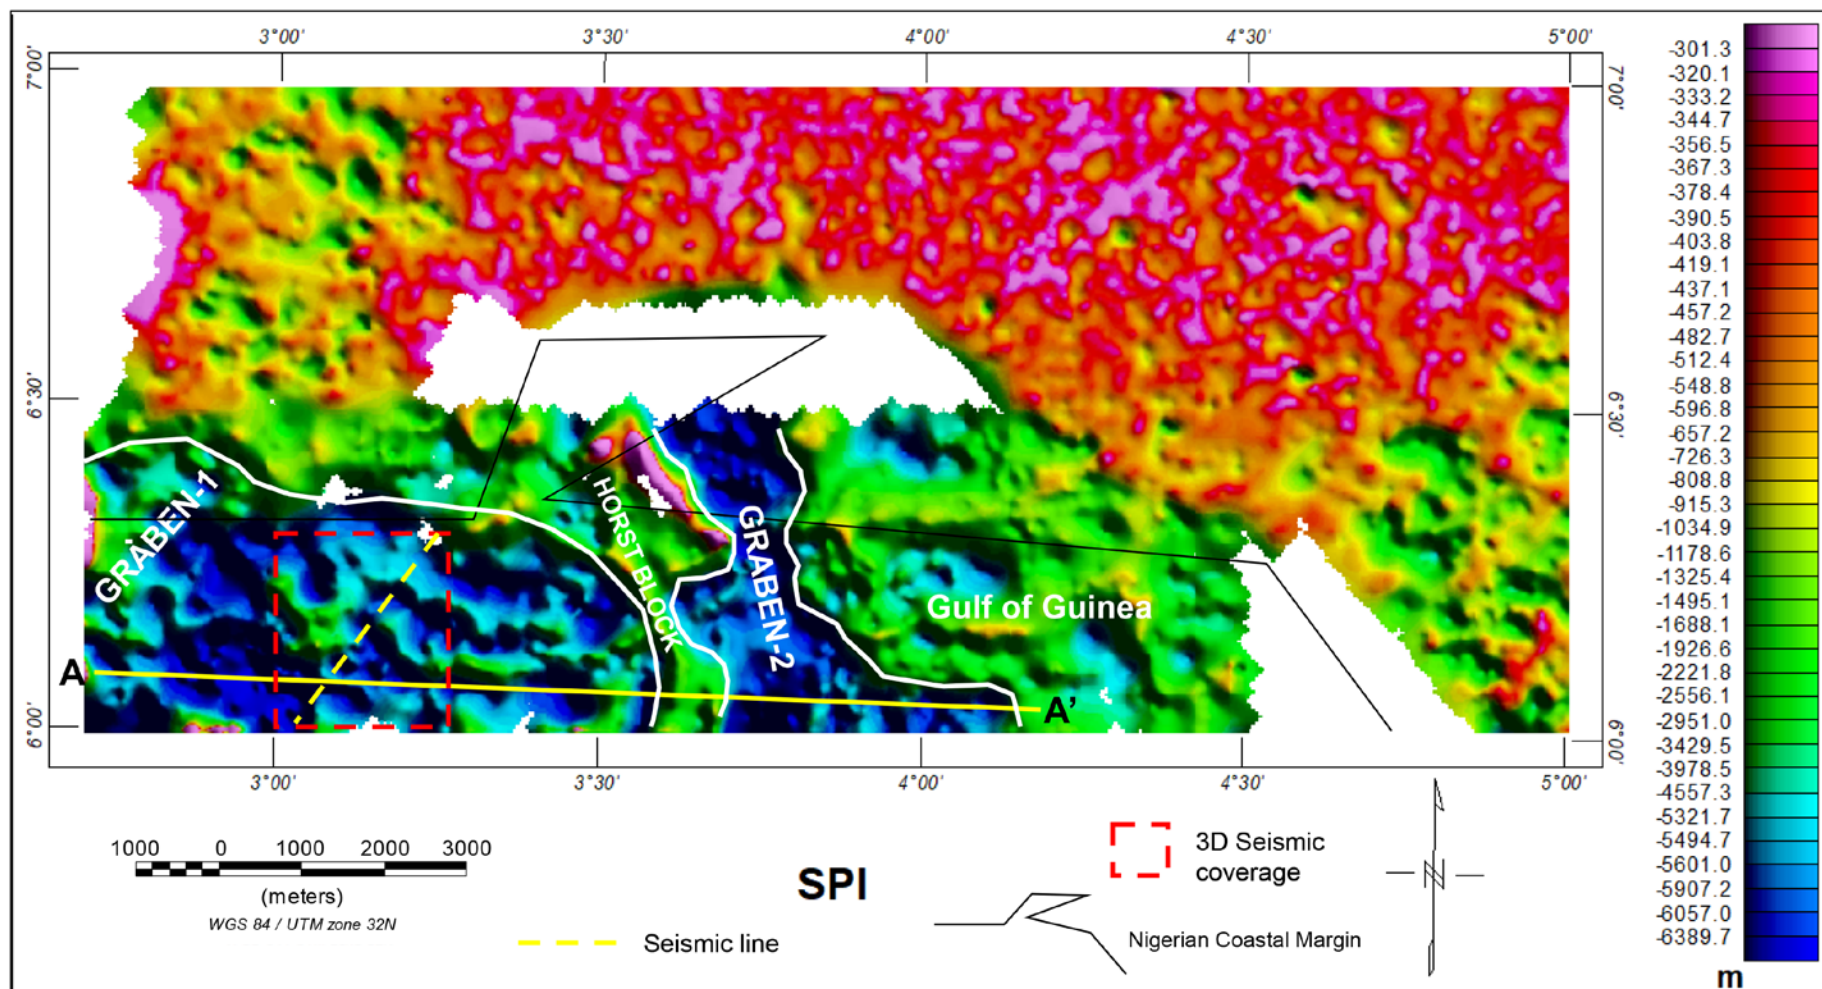 3°00' 3°30' 4°00' 4°30' 5°00'
7°00' 7°00'
6°30' 6°30'
6°00' 6°00'
GRABEN-1
HORST BLOCK
GRABEN-2
Gulf of Guinea
A A'
3°00' 3°30' 4°00' 4°30' 5°00'
1000 0 1000 2000 3000
(meters)
WGS 84 / UTM zone 32N
SPI
Seismic line
3D Seismic
coverage
Nigerian Coastal Margin
N
-301.3
-320.1
-333.2
-344.7
-356.5
-367.3
-378.4
-390.5
-403.8
-419.1
-437.1
-457.2
-482.7
-512.4
-548.8
-596.8
-657.2
-726.3
-808.8
-915.3
-1034.9
-1178.6
-1325.4
-1495.1
-1688.1
-1926.6
-2221.8
-2556.1
-2951.0
-3429.5
-3978.5
-4557.3
-5321.7
-5494.7
-5601.0
-5907.2
-6057.0
-6389.7
m